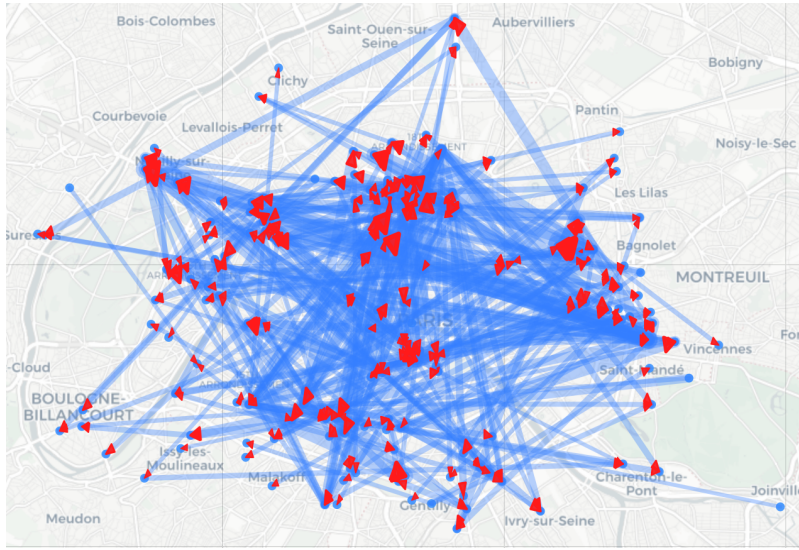 Bois-Colombes
Saint-Ouen-sur-
Seine
Aubervilliers
Bobigny
Clichy
Courbevoie
Pantin
Levallois-Perret
Noisy-le-Sec
Les Lilas
Bagnolet
MONTREUIL
Vincennes
Saint-Mandé
-Cloud
BOULOGNE-
BILLANCOURT
Issy-les-
Moulineaux
Malakoff
Charenton-le-
Pont
Joinville
Gentilly
Ivry-sur-Seine
Meudon